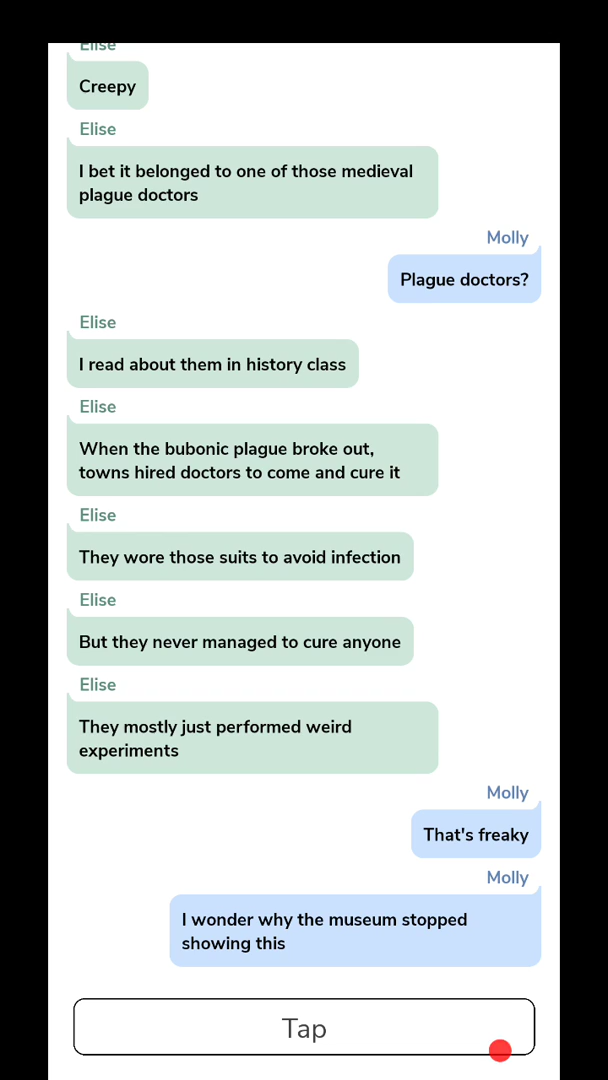 Elise
Creepy
Elise
I bet it belonged to one of those medieval
plague doctors
Molly
Plague doctors?
Elise
I read about them in history class
Elise
When the bubonic plague broke out,
towns hired doctors to come and cure it
Elise
They wore those suits to avoid infection
Elise
But they never managed to cure anyone
Elise
They mostly just performed weird
experiments
Molly
That's freaky
Molly
I wonder why the museum stopped
showing this
Tap